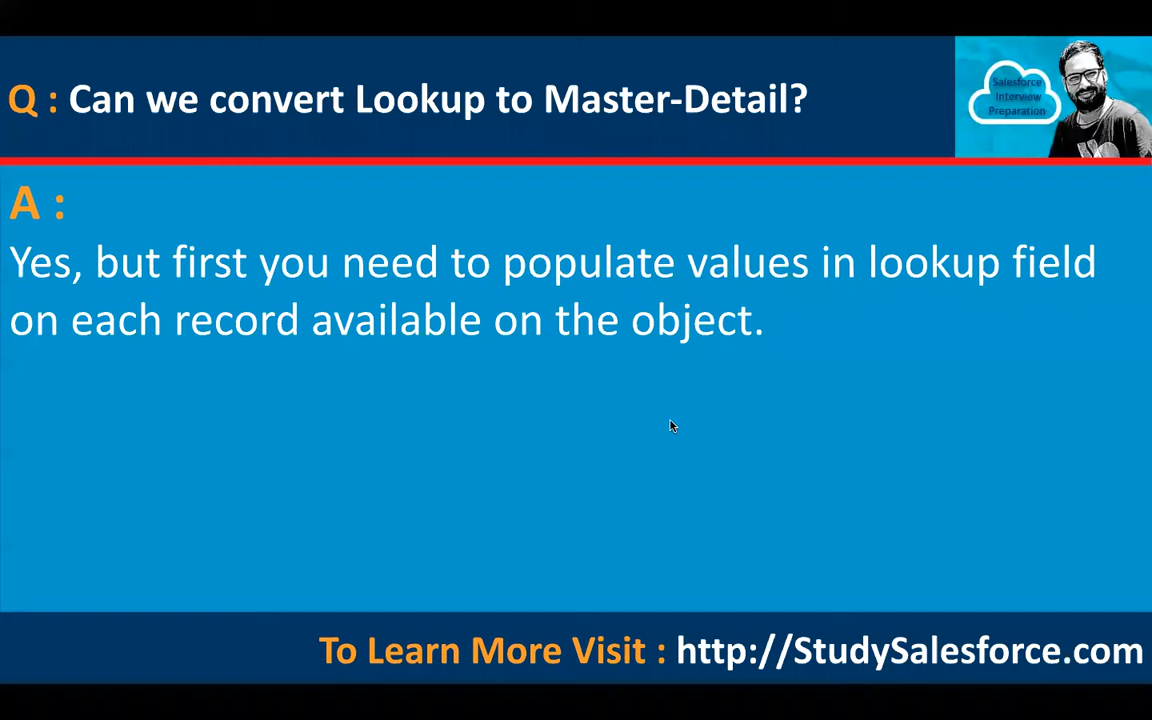 Q : Can we convert Lookup to Master-Detail?
Salesforce
Interview
Preparation
A :
Yes, but first you need to populate values in lookup field
on each record available on the object.
To Learn More Visit : http://StudySalesforce.com